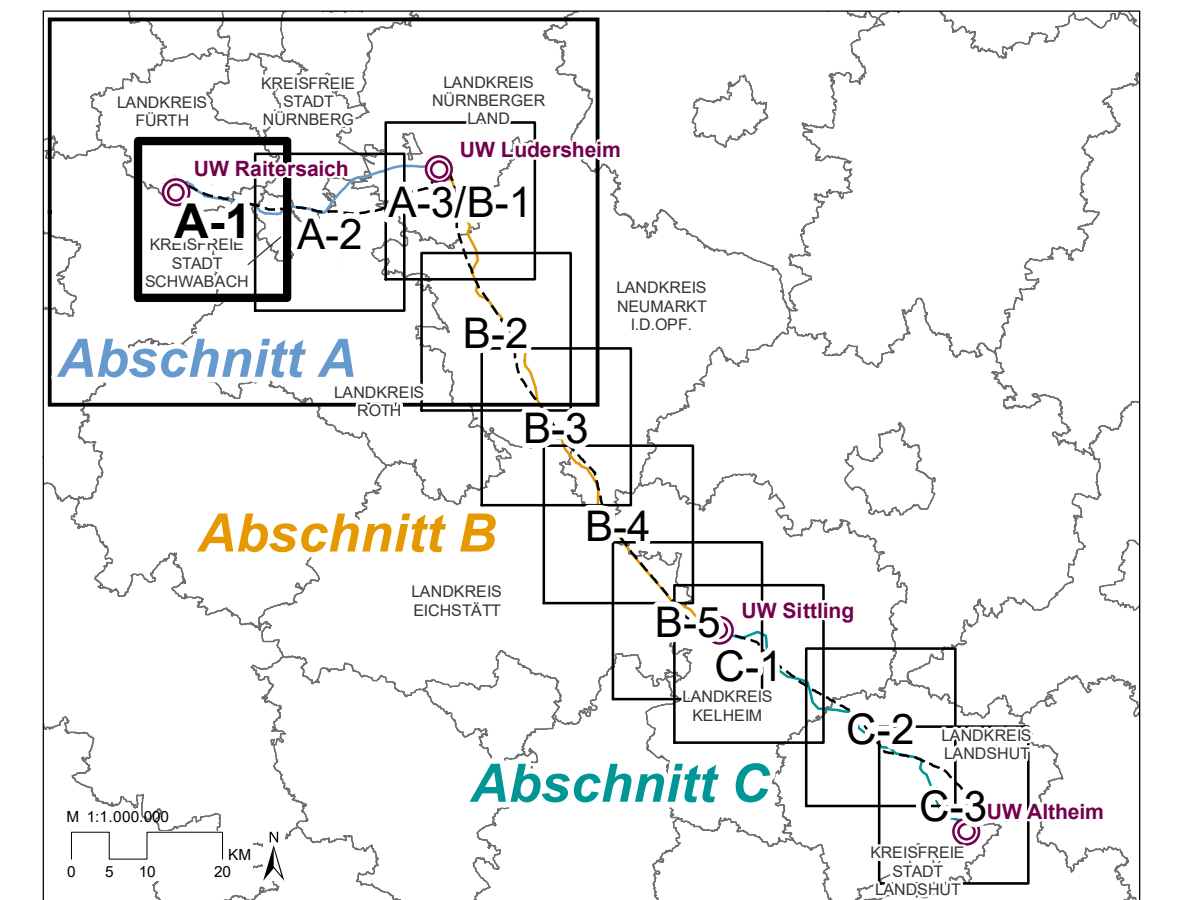 LANDKREIS
FÜRTH
KREISFREIE
STADT
NÜRNBERG
LANDKREIS
NÜRNBERGER
LAND
UW Raitersaich
UW Ludersheim
A-1
A-2
A-3/B-1
KREISFREIE
STADT
SCHWABACH
LANDKREIS
NEUMARKT
I.D.OPF.
B-2
Abschnitt A
LANDKREIS
ROTH
B-3
Abschnitt B
B-4
LANDKREIS
EICHSTÄTT
B-5
UW Sittling
C-1
LANDKREIS
KELHEIM
C-2
LANDKREIS
LANDSHUT
Abschnitt C
C-3
UW Altheim
KREISFREIE
STADT
LANDSHUT
M 1:1.000.000
N
KM
0 5 10 20